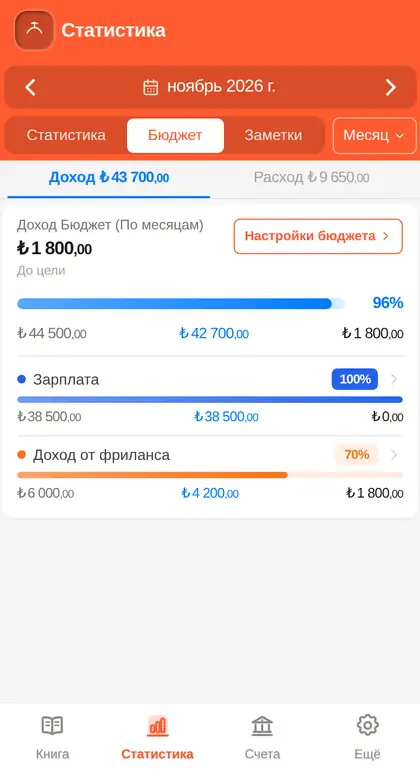 Статистика
ноябрь 2026 г.
Статистика Бюджет Заметки Месяц
Доход ₺ 43 700,00 Расход ₺ 9 650,00
Доход Бюджет (По месяцам)
₺ 1 800,00
До цели
Настройки бюджета
96%
₺ 44 500,00 ₺ 42 700,00 ₺ 1 800,00
Зарплата 100%
₺ 38 500,00 ₺ 38 500,00 ₺ 0,00
Доход от фриланса 70%
₺ 6 000,00 ₺ 4 200,00 ₺ 1 800,00
Книга Статистика Счета Ещё